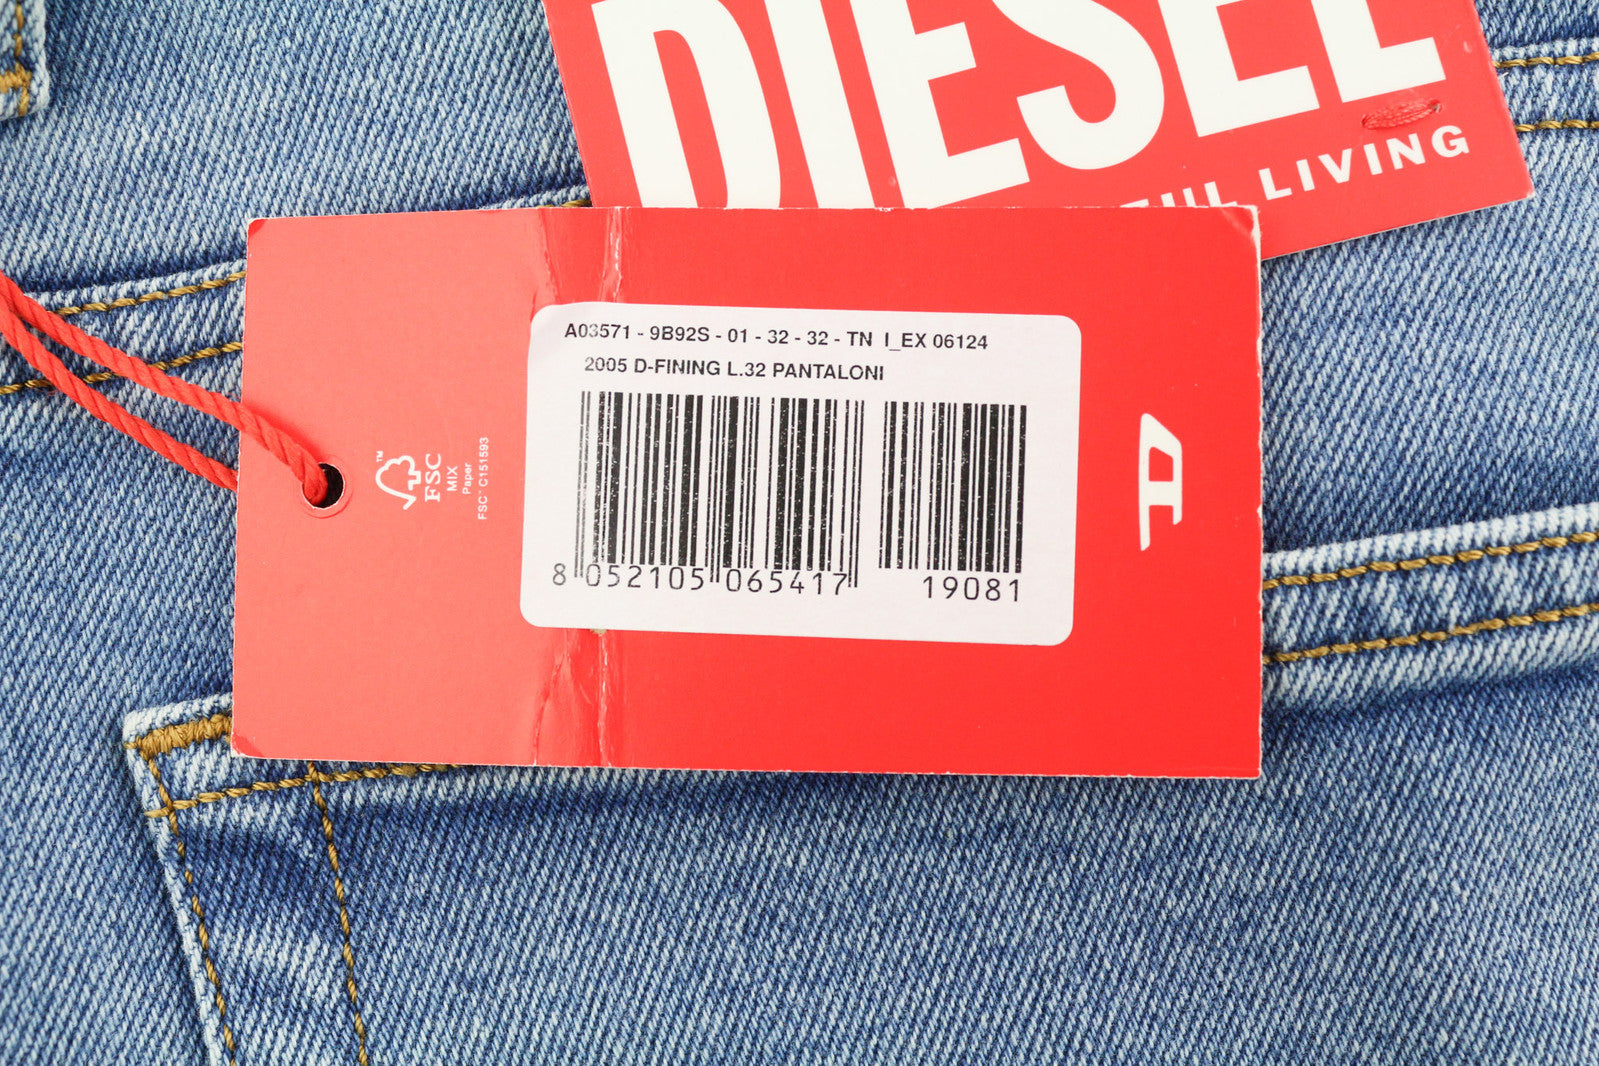 DIESEL
LIVING
A03571 - 9B92S - 01 - 32 - 32 - TN I_EX 06124
2005 D-FINING L.32 PANTALONI
8 052105 065417 19081
FSC
MIX
Paper
FSC™ C151593
D